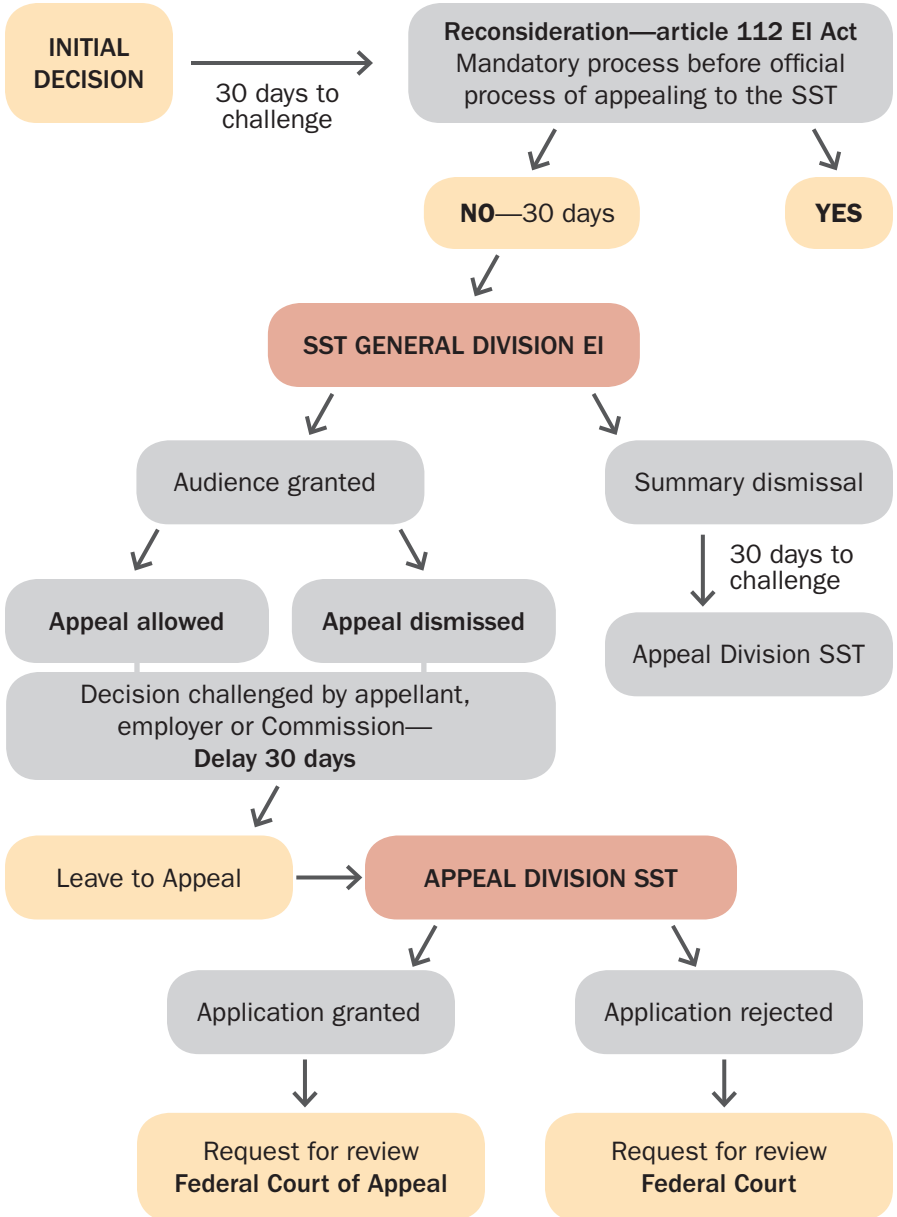 INITIAL
DECISION
30 days to
challenge
Reconsideration—article 112 EI Act
Mandatory process before official
process of appealing to the SST
NO—30 days
YES
SST GENERAL DIVISION EI
Audience granted
Summary dismissal
30 days to
challenge
Appeal allowed
Appeal dismissed
Appeal Division SST
Decision challenged by appellant,
employer or Commission—
Delay 30 days
Leave to Appeal
APPEAL DIVISION SST
Application granted
Application rejected
Request for review
Federal Court of Appeal
Request for review
Federal Court